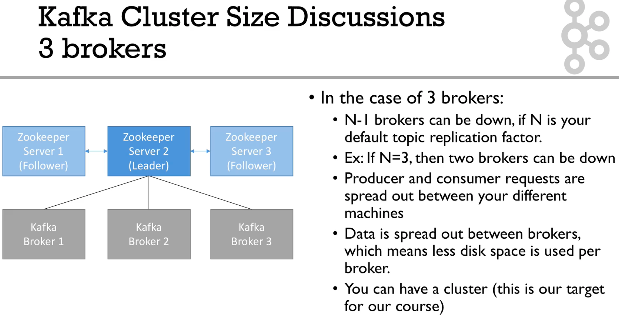 Kafka Cluster Size Discussions
3 brokers
Zookeeper
Server 1
(Follower)
Zookeeper
Server 2
(Leader)
Zookeeper
Server 3
(Follower)
Kafka
Broker 1
Kafka
Broker 2
Kafka
Broker 3
• In the case of 3 brokers:
• N-1 brokers can be down, if N is your
default topic replication factor.
• Ex: If N=3, then two brokers can be down
• Producer and consumer requests are
spread out between your different
machines
• Data is spread out between brokers,
which means less disk space is used per
broker.
• You can have a cluster (this is our target
for our course)